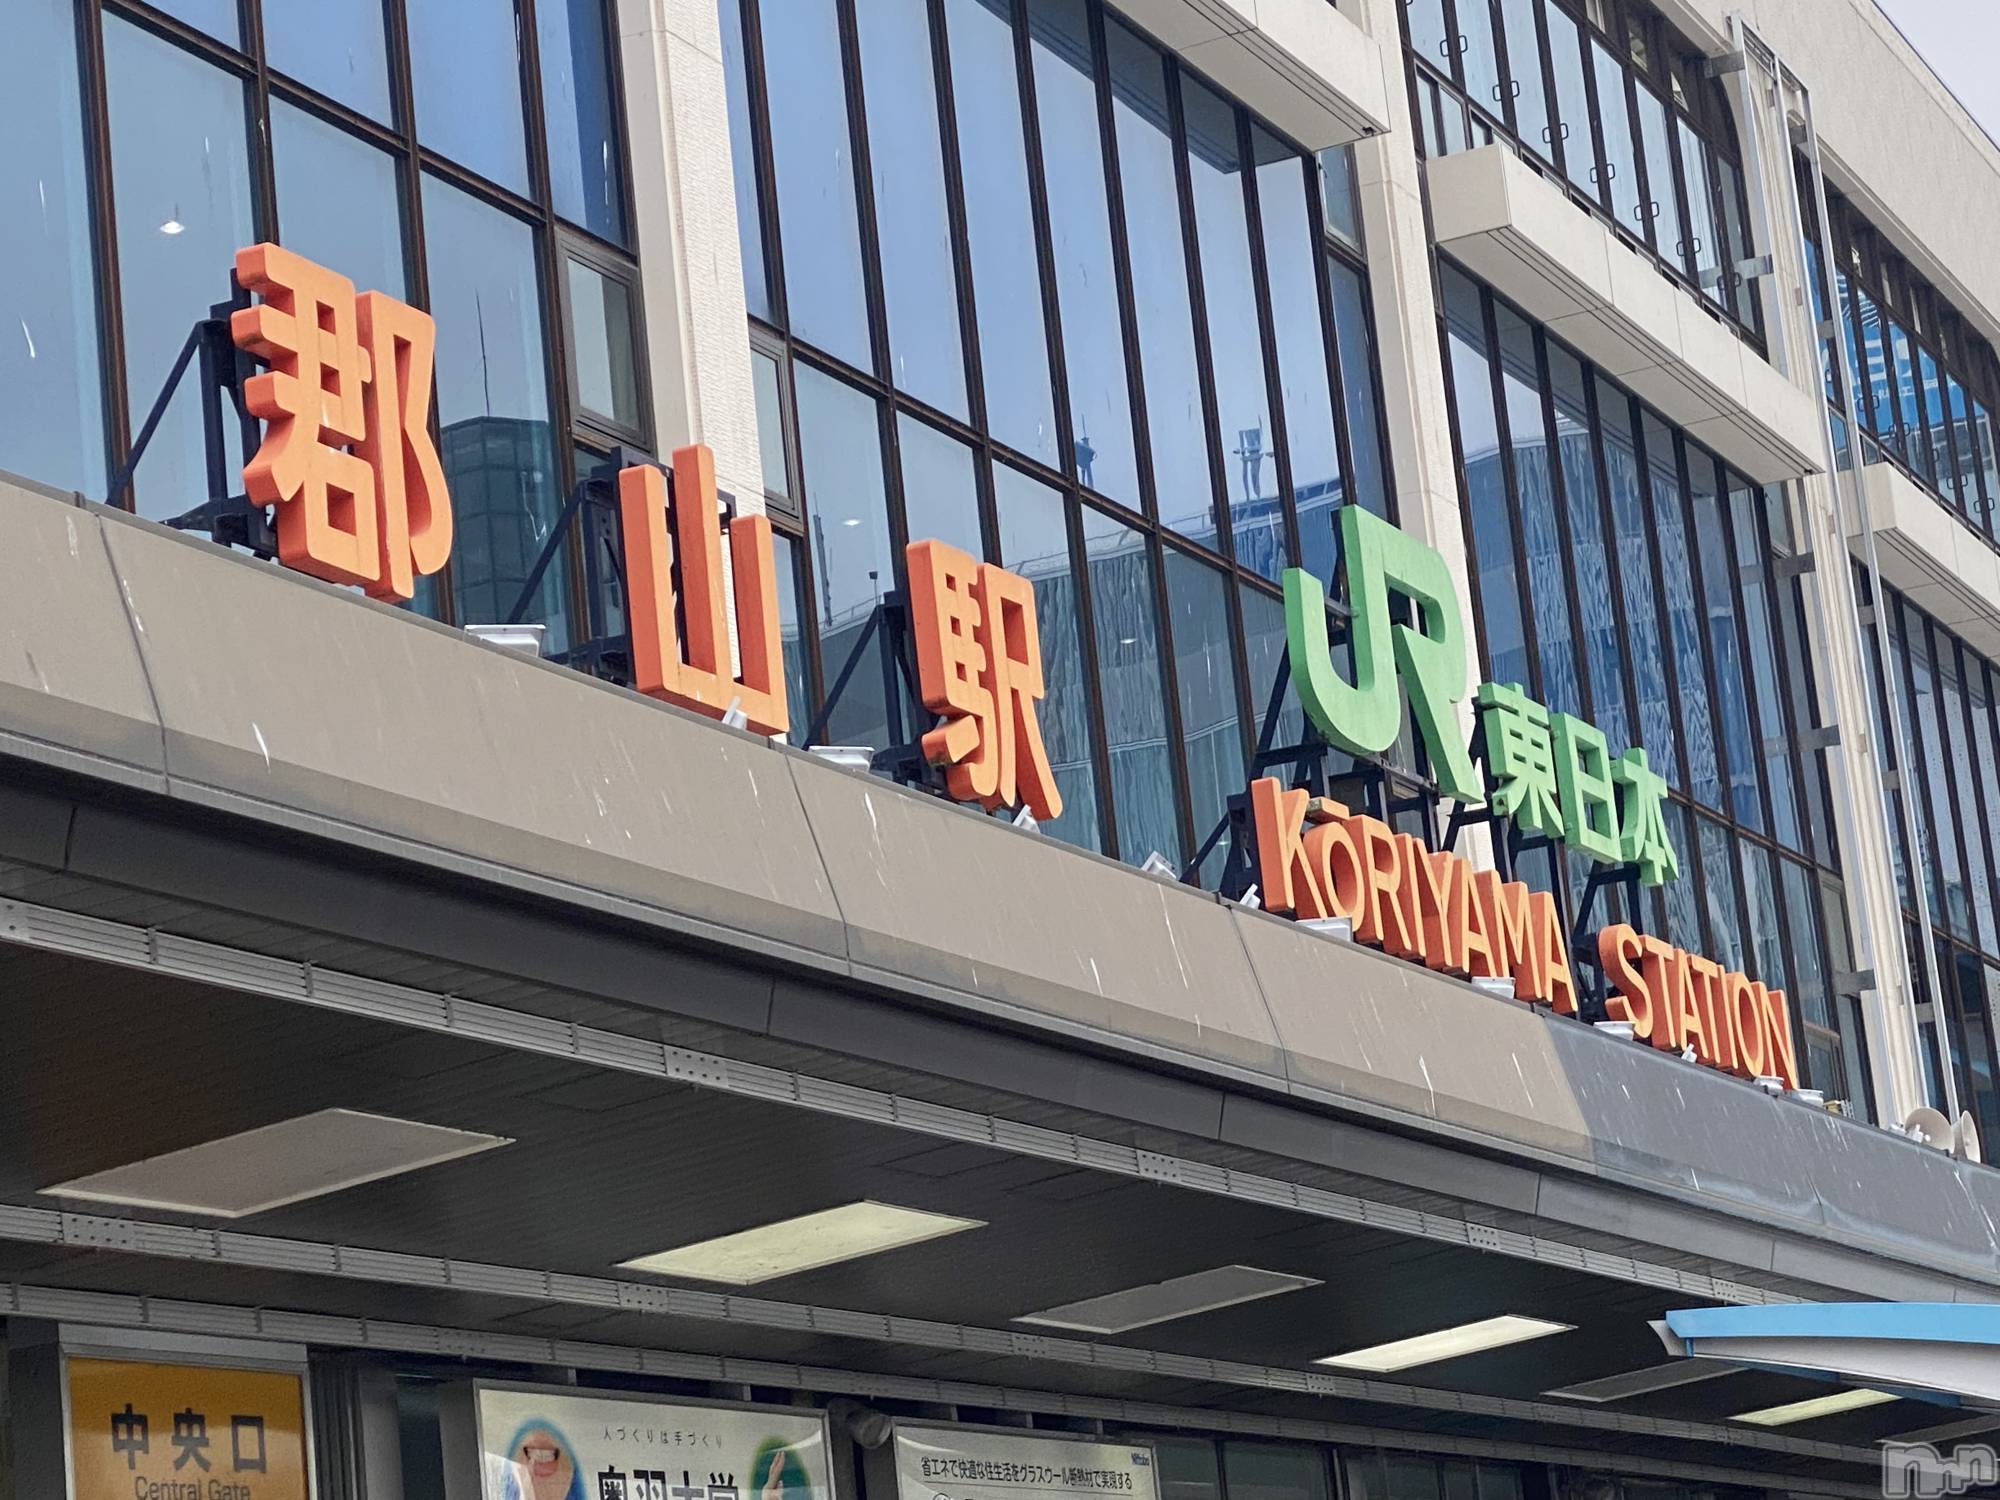 郡山駅
JR東日本
KŌRIYAMA STATION
中央口
Central Gate
人づくりは手づくり
奥羽大学
省エネで快適な住生活をグラスウール断熱材で実現する
nnn